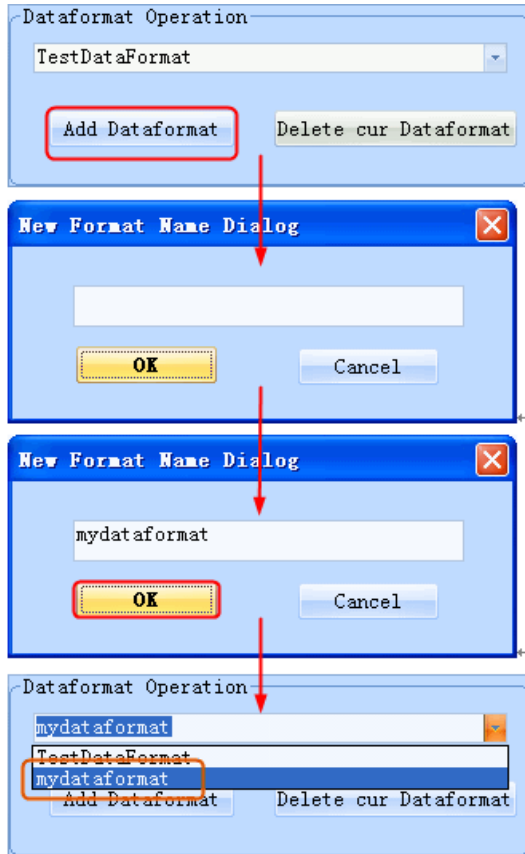 Dataformat Operation
TestDataFormat
Add Dataformat Delete cur Dataformat
New Format Name Dialog
OK Cancel
New Format Name Dialog
mydataformat
OK Cancel
Dataformat Operation
mydataformat
TestDataFormat
mydataformat
Add Dataformat Delete cur Dataformat